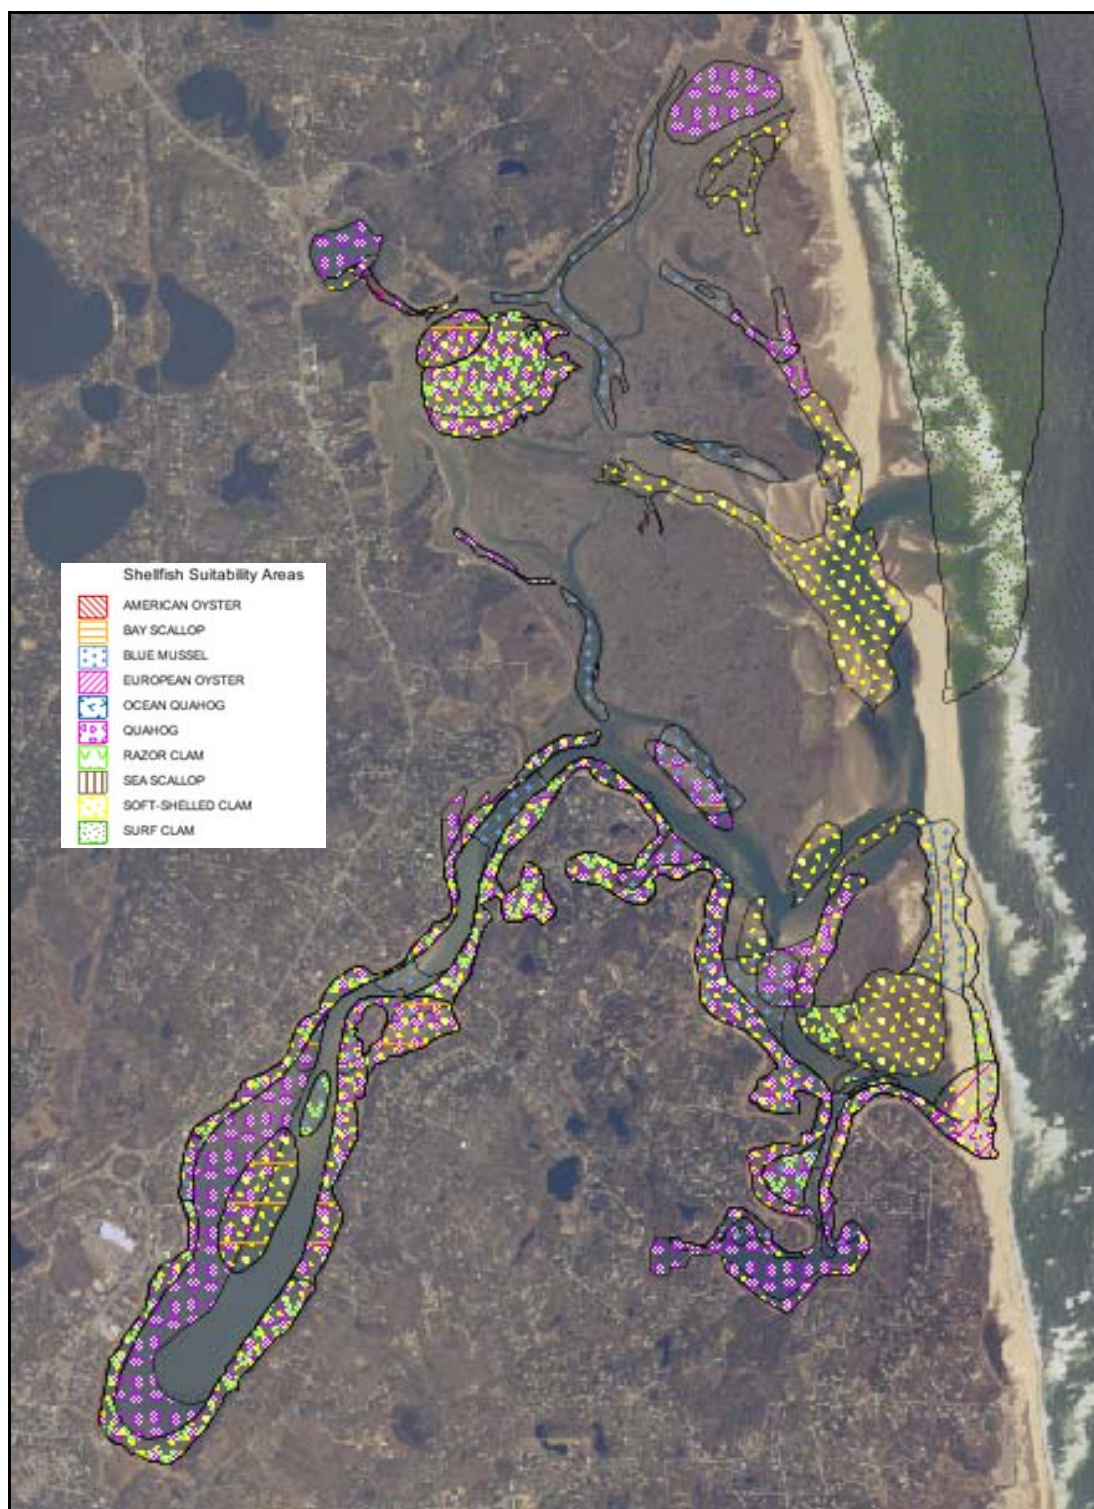 Shellfish Suitability Areas
AMERICAN OYSTER
BAY SCALLOP
BLUE MUSSEL
EUROPEAN OYSTER
OCEAN QUAHOG
QUAHOG
RAZOR CLAM
SEA SCALLOP
SOFT-SHELLED CLAM
SURF CLAM